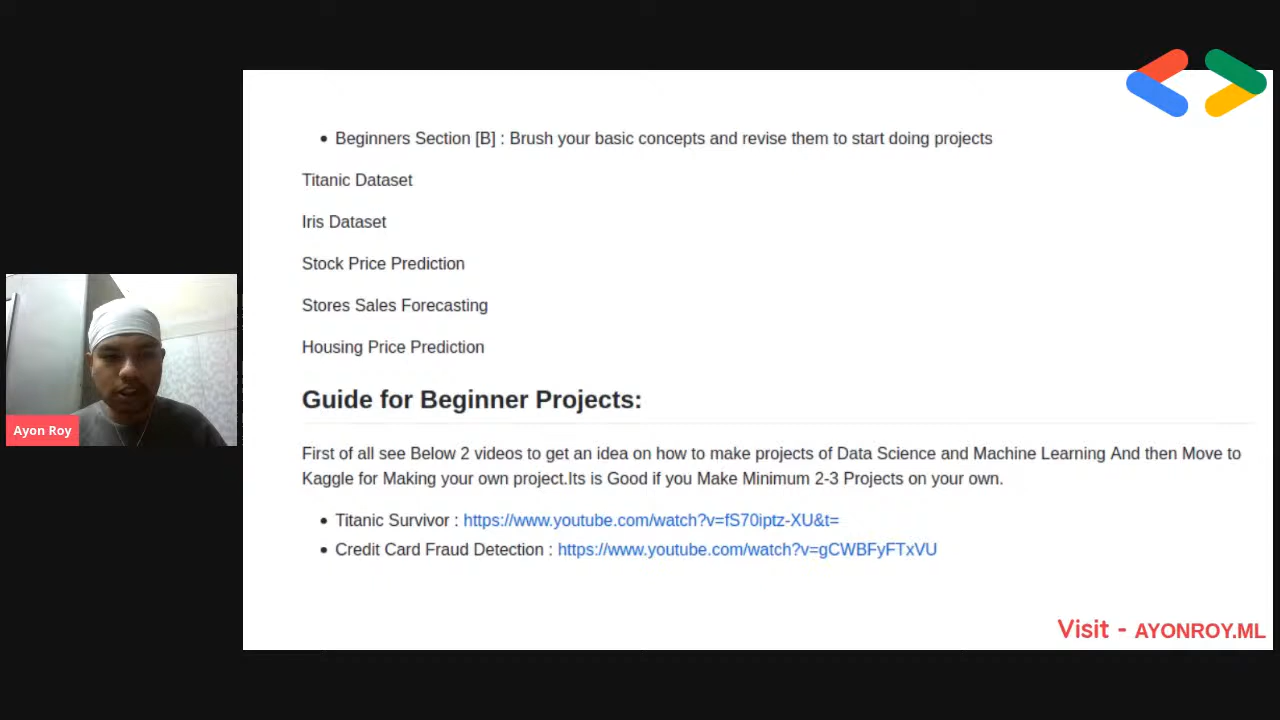 Beginners Section [B] : Brush your basic concepts and revise them to start doing projects
Titanic Dataset
Iris Dataset
Stock Price Prediction
Stores Sales Forecasting
Housing Price Prediction
Guide for Beginner Projects:
First of all see Below 2 videos to get an idea on how to make projects of Data Science and Machine Learning And then Move to
Kaggle for Making your own project.Its is Good if you Make Minimum 2-3 Projects on your own.
Titanic Survivor : https://www.youtube.com/watch?v=fS70iptz-XU&t=
Credit Card Fraud Detection : https://www.youtube.com/watch?v=gCWBFyFTxVU
Ayon Roy
Visit - AYONROY.ML